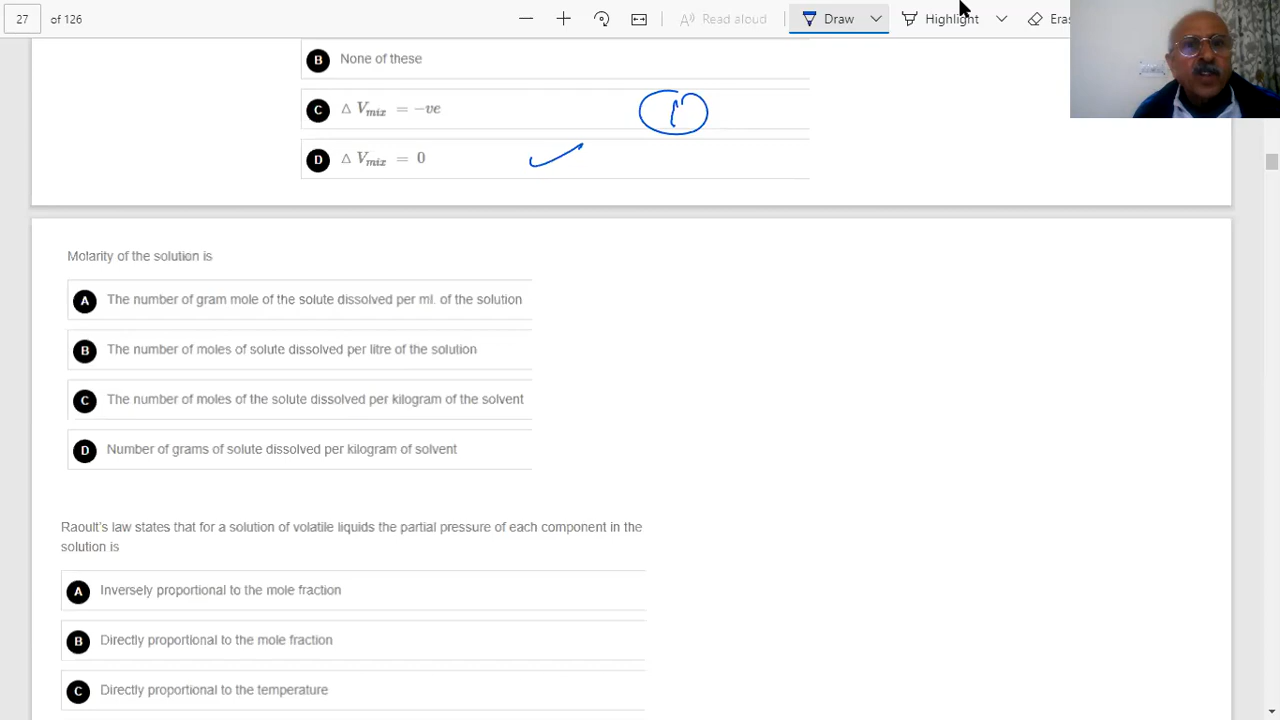 27 of 126 Read aloud Draw Highlight Eras
B None of these
C △ Vmix = −ve
D △ Vmix = 0
Molarity of the solution is
A The number of gram mole of the solute dissolved per ml. of the solution
B The number of moles of solute dissolved per litre of the solution
C The number of moles of the solute dissolved per kilogram of the solvent
D Number of grams of solute dissolved per kilogram of solvent
Raoult's law states that for a solution of volatile liquids the partial pressure of each component in the
solution is
A Inversely proportional to the mole fraction
B Directly proportional to the mole fraction
C Directly proportional to the temperature